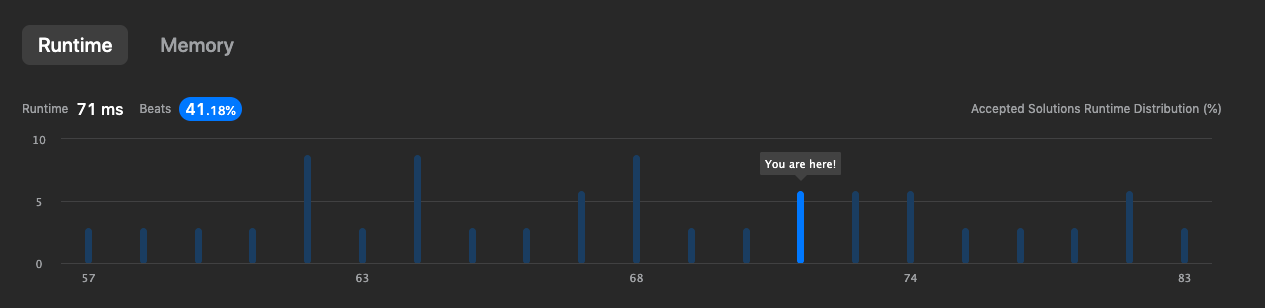 Runtime Memory
Runtime 71 ms Beats 41.18% Accepted Solutions Runtime Distribution (%)
10
You are here!
5
0
57 63 68 74 83